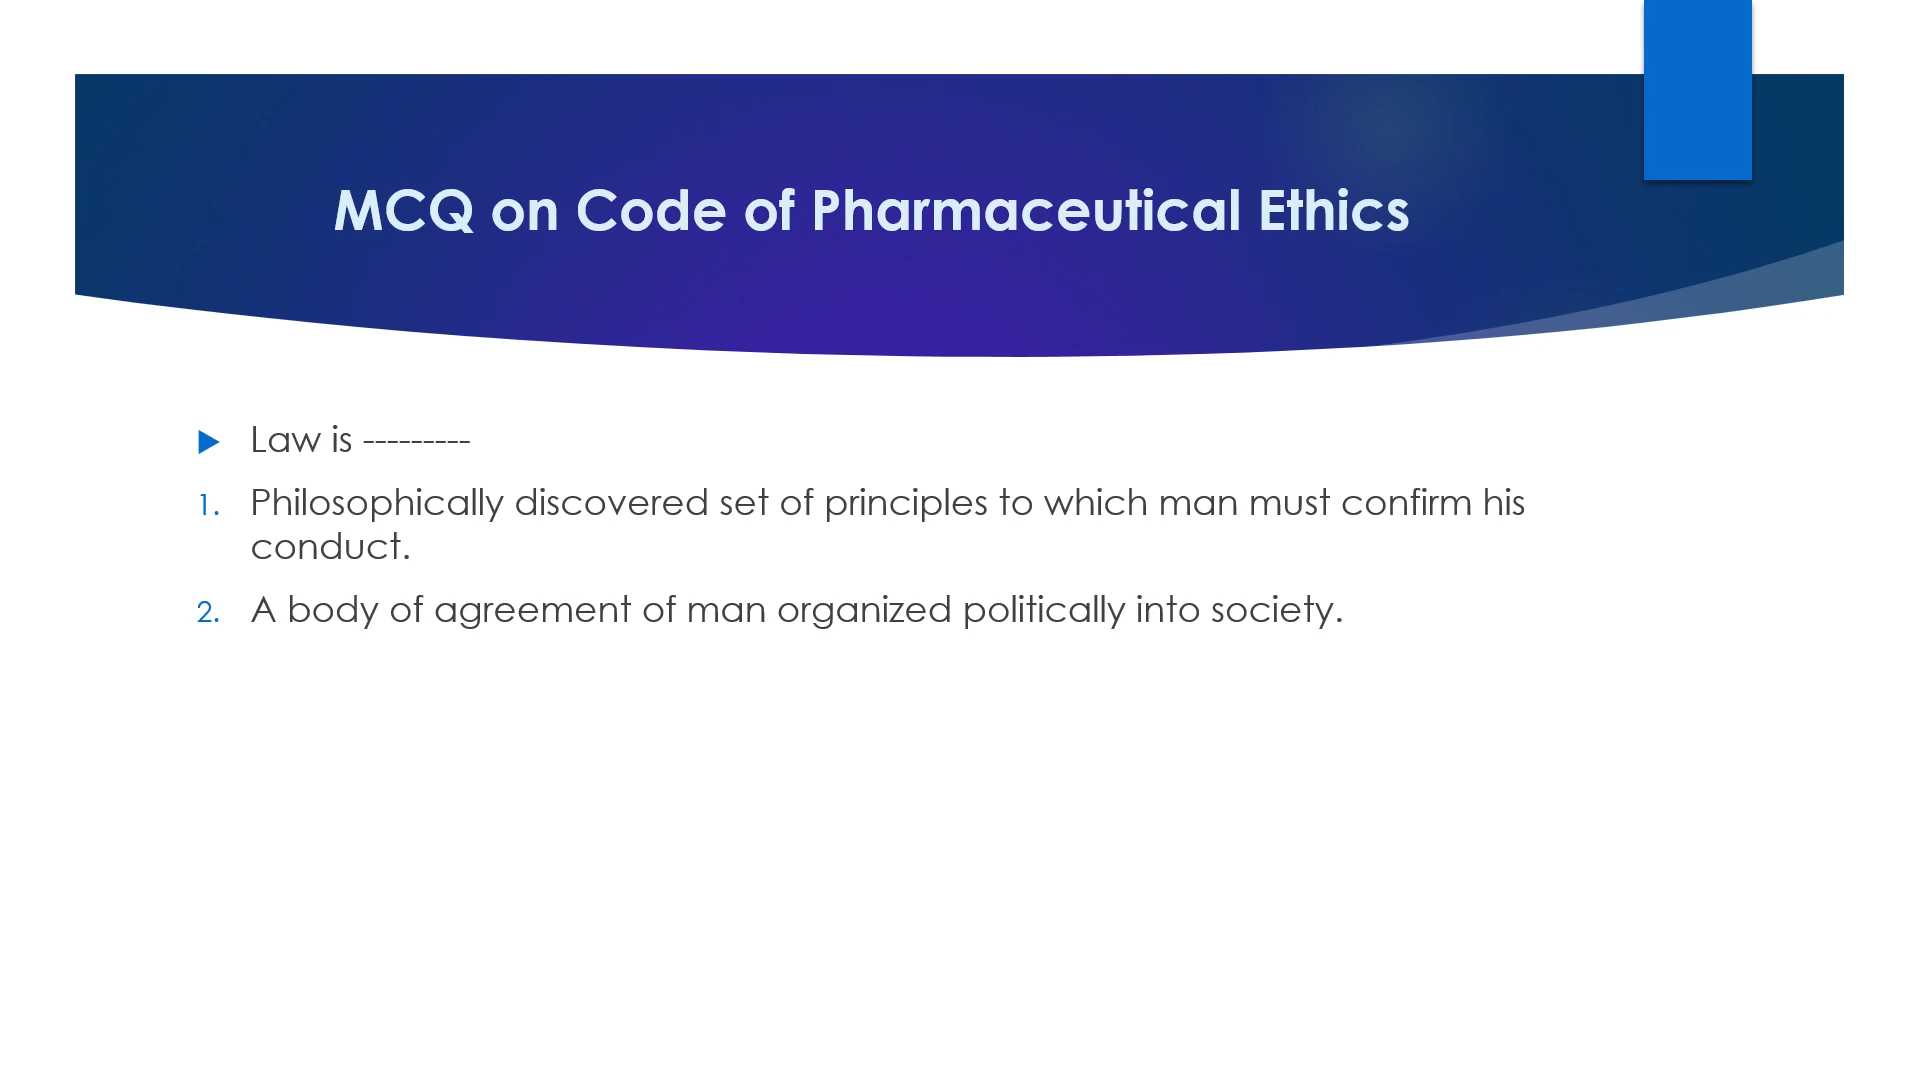 MCQ on Code of Pharmaceutical Ethics
Law is ---------
1. Philosophically discovered set of principles to which man must confirm his
conduct.
2. A body of agreement of man organized politically into society.